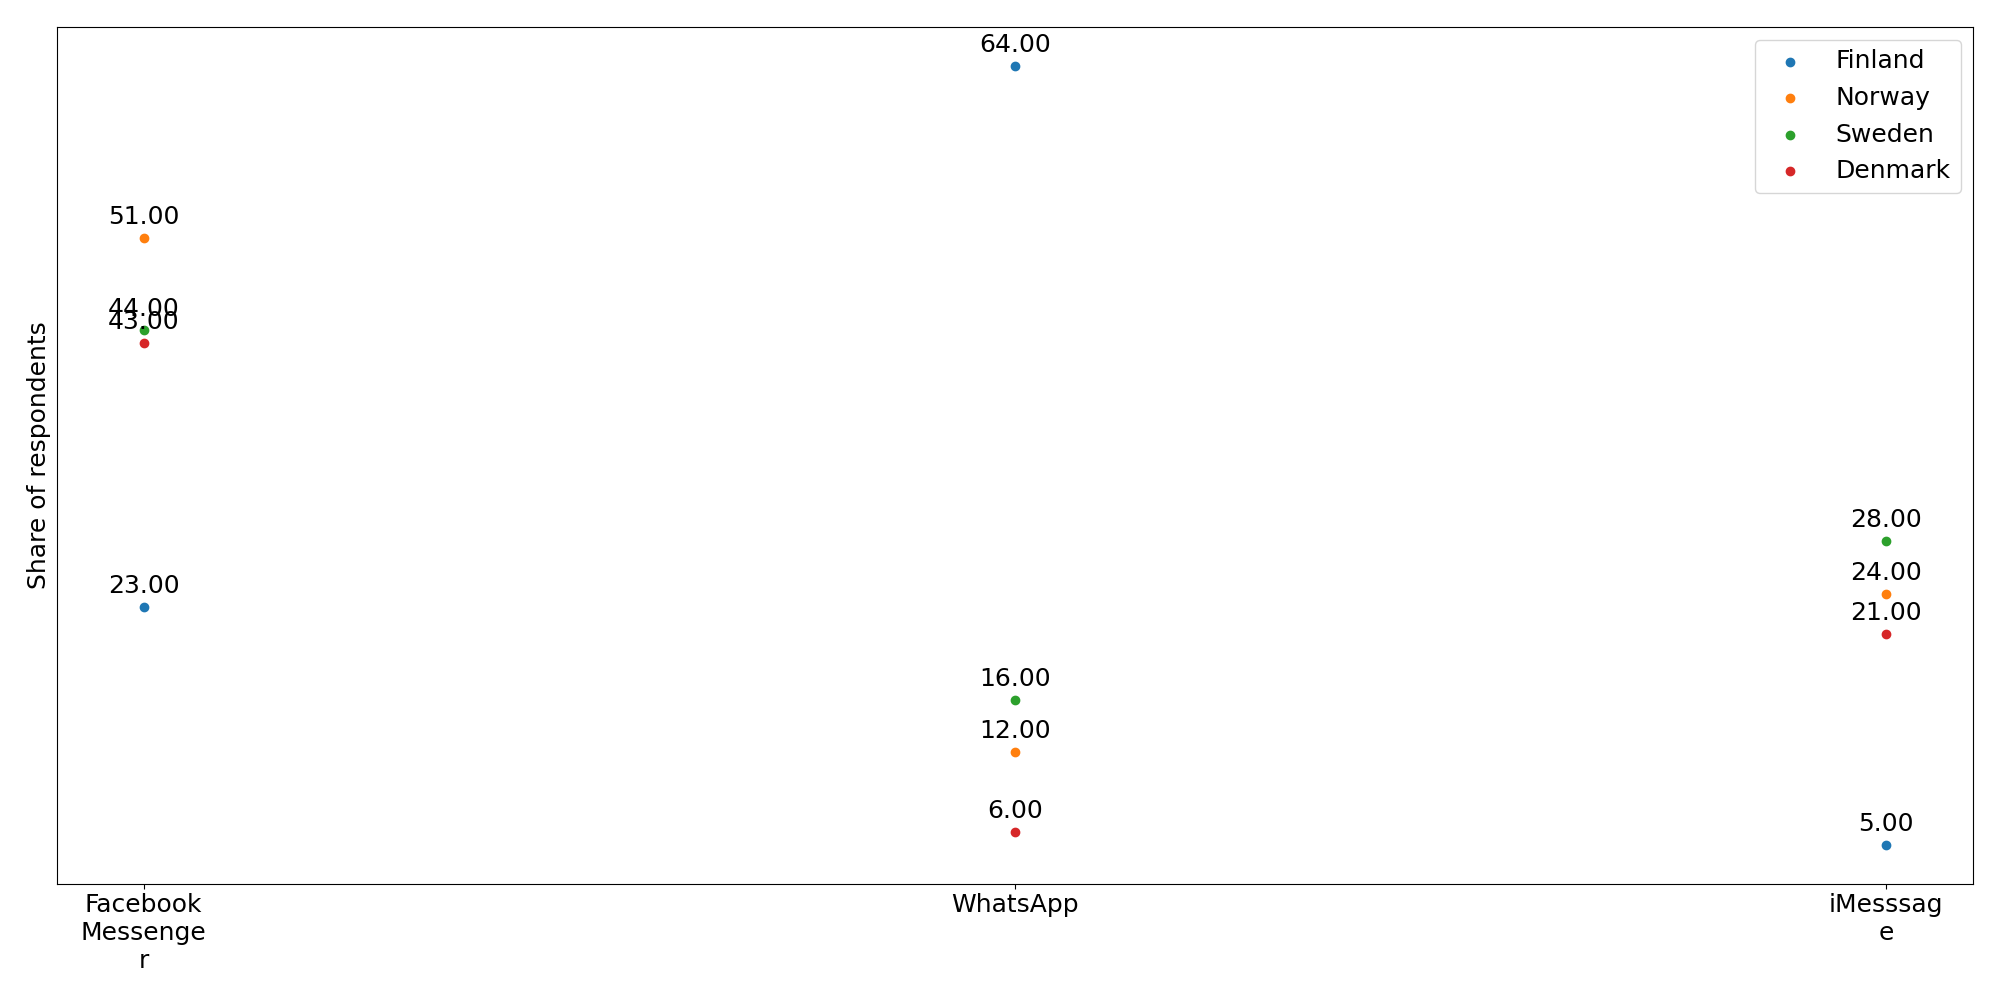 64.00
Finland
Norway
Sweden
Denmark
51.00
44.00
43.00
23.00
28.00
24.00
21.00
16.00
12.00
6.00
5.00
Share of respondents
Facebook
Messenge
r
WhatsApp
iMesssag
e